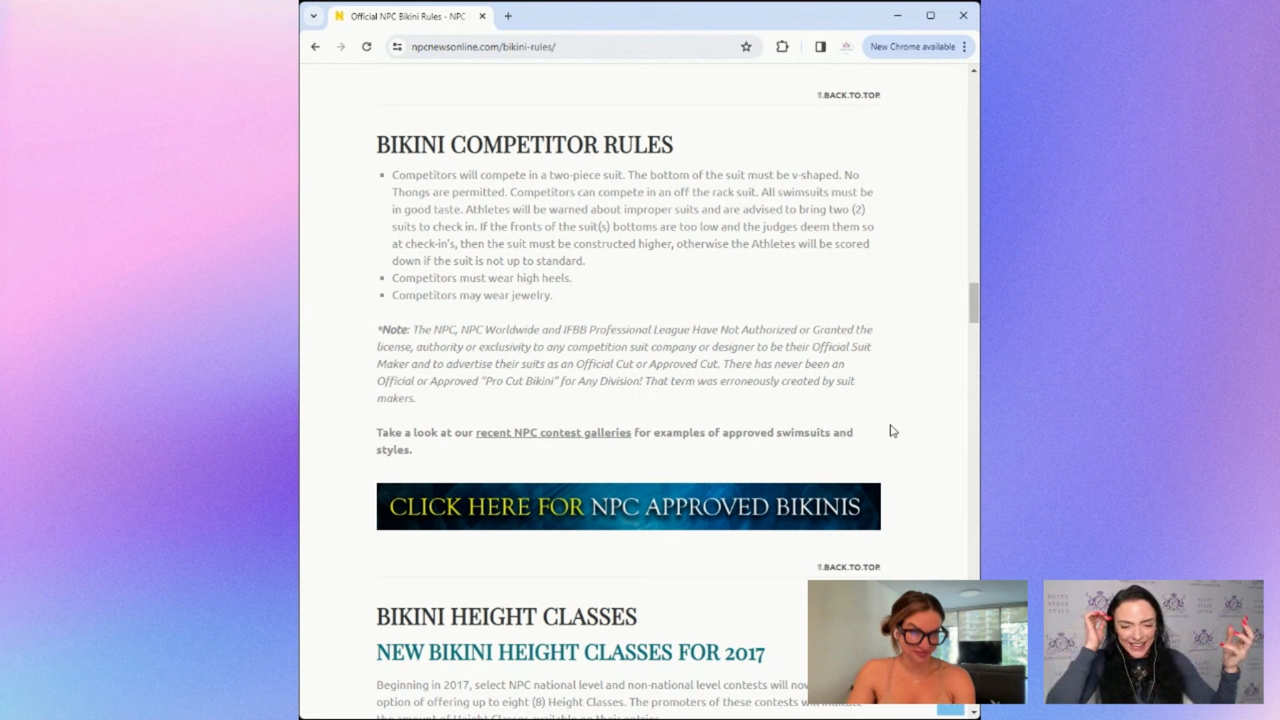 Official NPC Bikini Rules - NPC
npcnewsonline.com/bikini-rules/
New Chrome available
BACK TO TOP
BIKINI COMPETITOR RULES
Competitors will compete in a two-piece suit. The bottom of the suit must be v-shaped. No
Thongs are permitted. Competitors can compete in an off the rack suit. All swimsuits must be
in good taste. Athletes will be warned about improper suits and are advised to bring two (2)
suits to check in. If the fronts of the suit(s) bottoms are too low and the judges deem them so
at check-in's, then the suit must be constructed higher, otherwise the Athletes will be scored
down if the suit is not up to standard.
Competitors must wear high heels.
Competitors may wear jewelry.
*Note: The NPC, NPC Worldwide and IFBB Professional League Have Not Authorized or Granted the
license, authority or exclusivity to any competition suit company or designer to be their Official Suit
Maker and to advertise their suits as an Official Cut or Approved Cut. There has never been an
Official or Approved "Pro Cut Bikini" for Any Division! That term was erroneously created by suit
makers.
Take a look at our recent NPC contest galleries for examples of approved swimsuits and
styles.
CLICK HERE FOR NPC APPROVED BIKINIS
BACK TO TOP
BIKINI HEIGHT CLASSES
NEW BIKINI HEIGHT CLASSES FOR 2017
Beginning in 2017, select NPC national level and non-national level contests will
option of offering up to eight (8) Height Classes. The promoters of these contests will